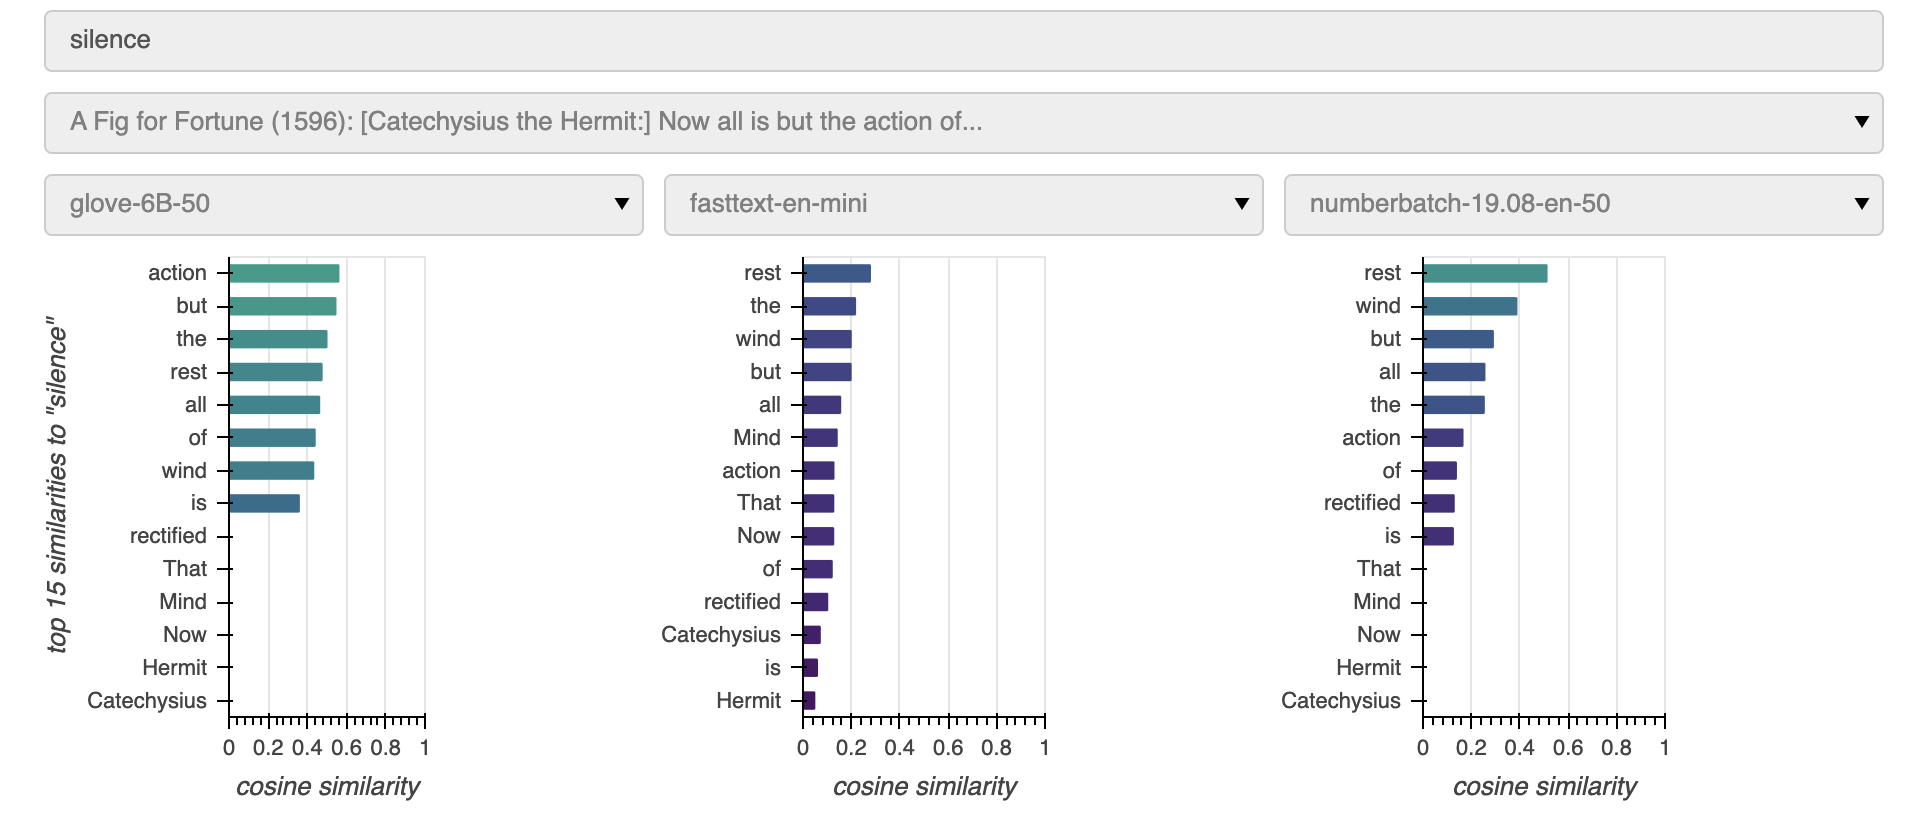 silence
A Fig for Fortune (1596): [Catechysius the Hermit:] Now all is but the action of...
glove-6B-50
fasttext-en-mini
numberbatch-19.08-en-50
top 15 similarities to "silence"
action
but
the
rest
all
of
wind
is
rectified
That
Mind
Now
Hermit
Catechysius
0 0.2 0.4 0.6 0.8 1
cosine similarity
rest
the
wind
but
all
Mind
action
That
Now
of
rectified
Catechysius
is
Hermit
0 0.2 0.4 0.6 0.8 1
cosine similarity
rest
wind
but
all
the
action
of
rectified
is
That
Mind
Now
Hermit
Catechysius
0 0.2 0.4 0.6 0.8 1
cosine similarity